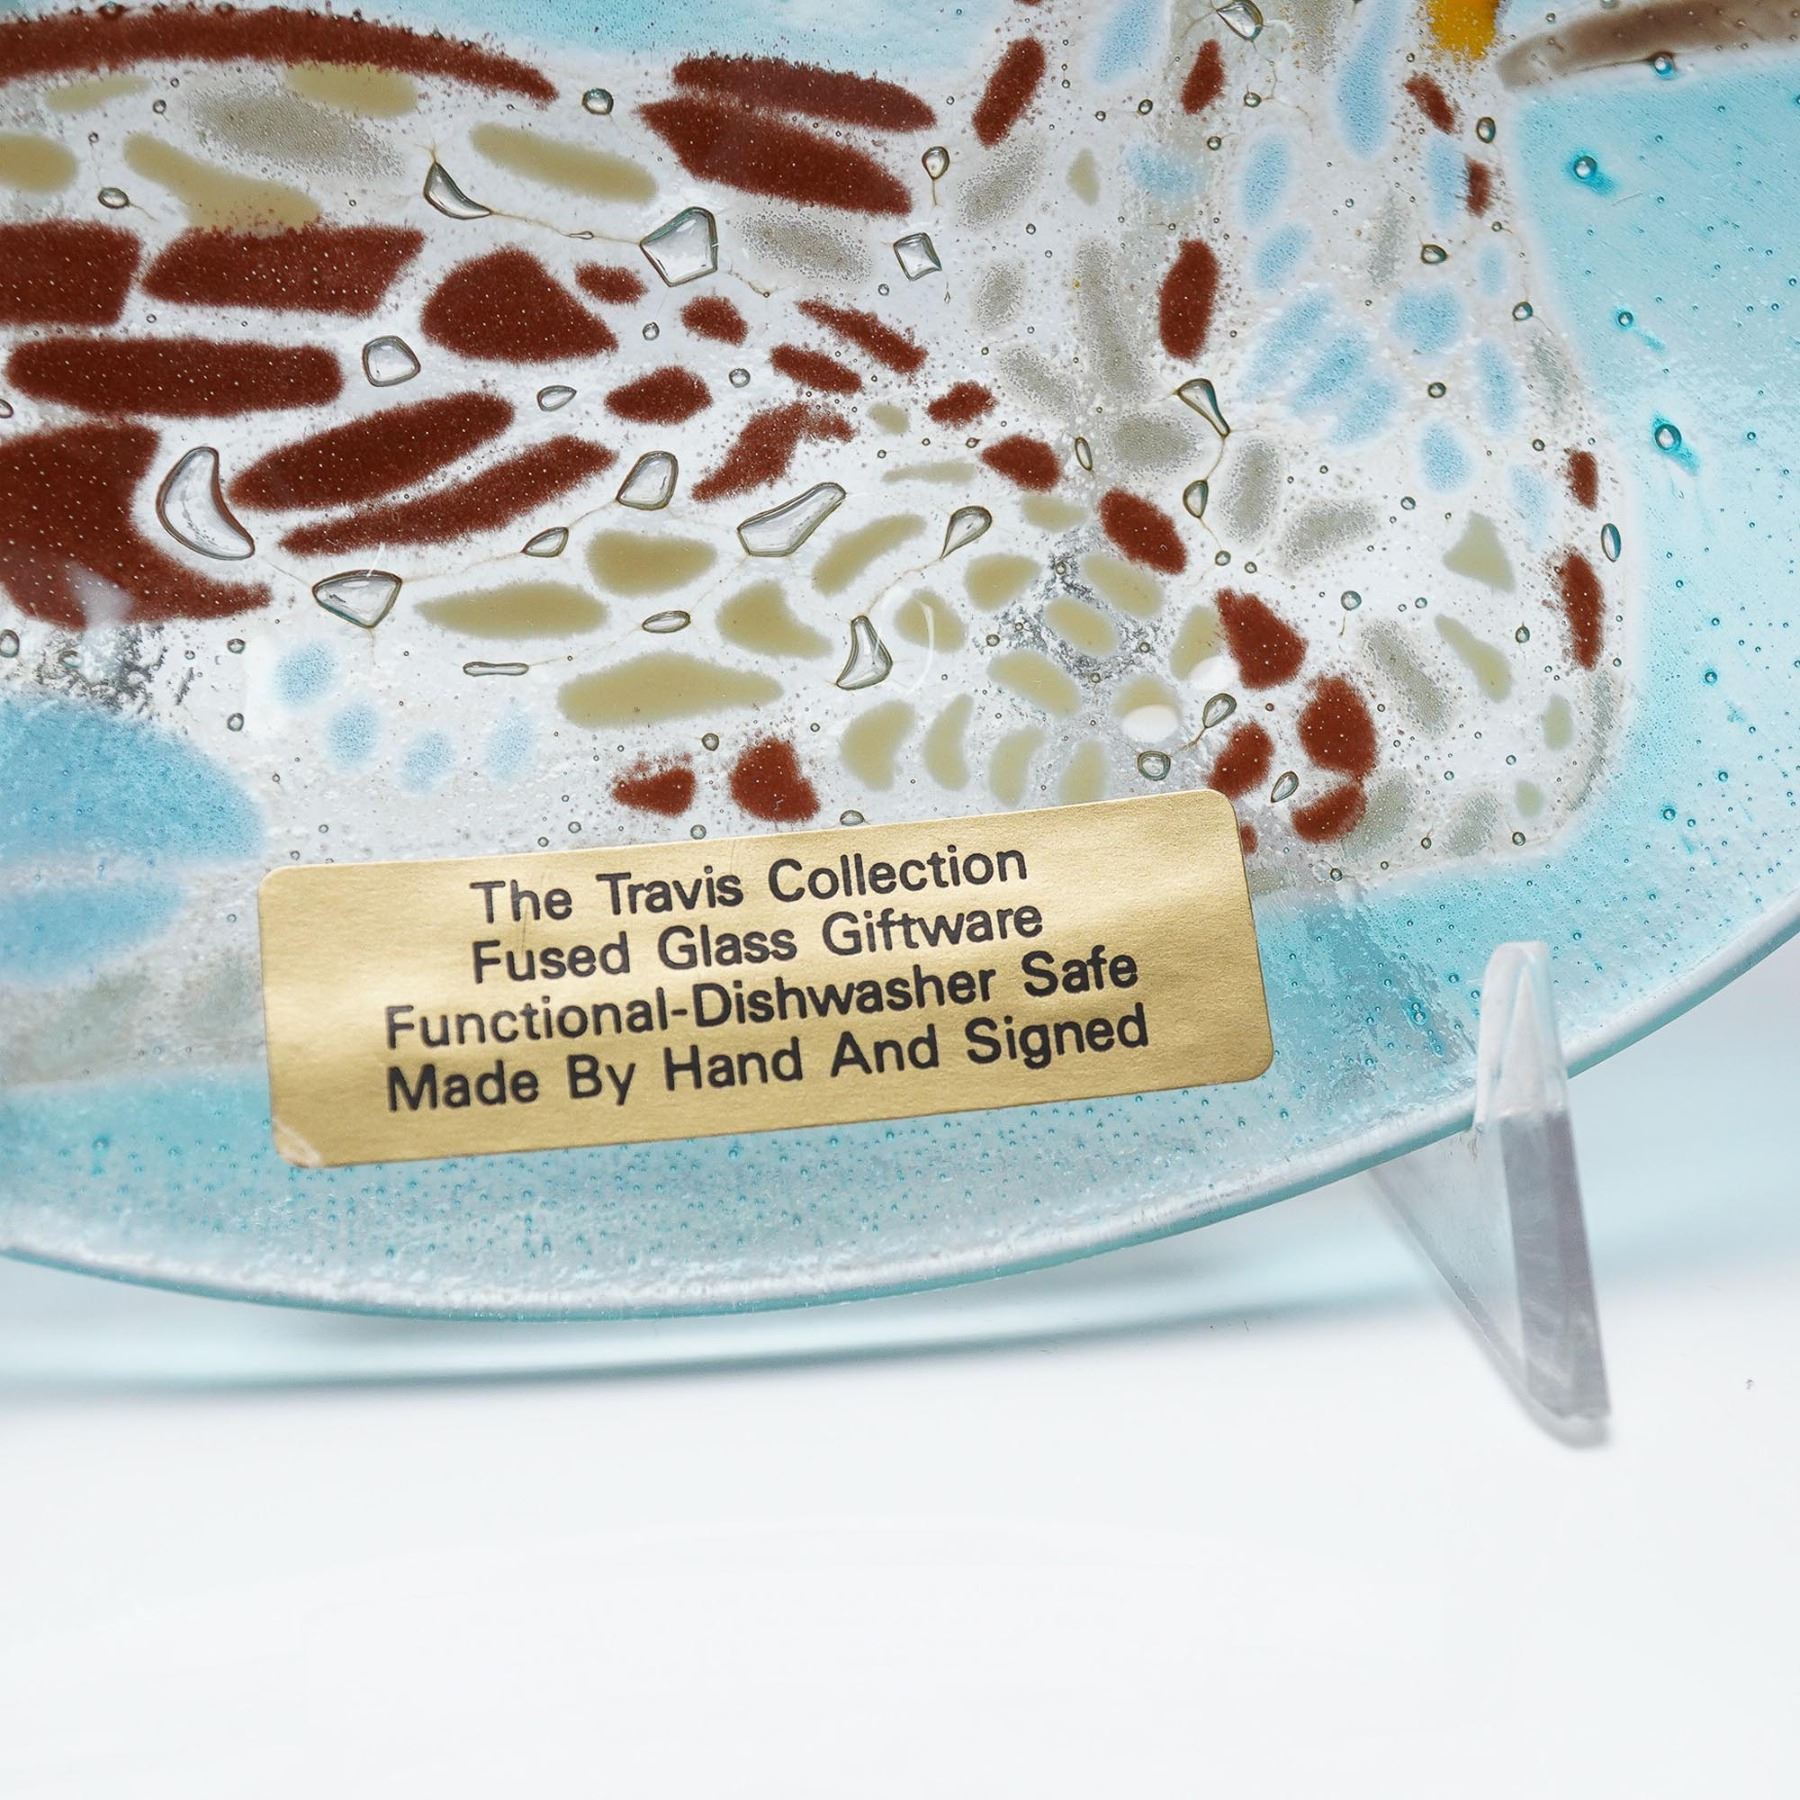 The Travis Collection
Fused Glass Giftware
Functional-Dishwasher Safe
Made By Hand And Signed